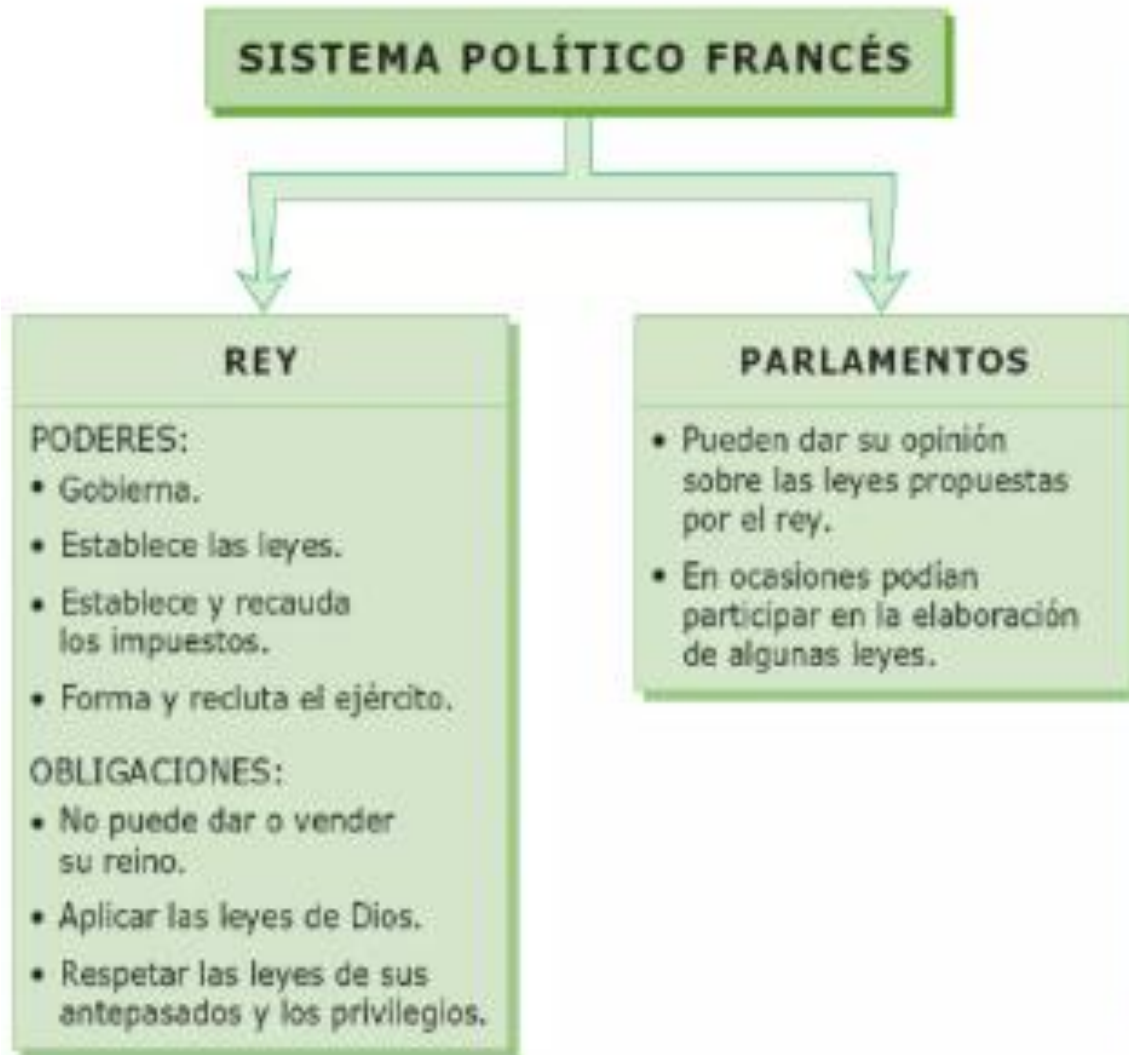 SISTEMA POLÍTICO FRANCÉS
REY
PODERES:
• Gobierna.
• Establece las leyes.
• Establece y recauda
los impuestos.
• Forma y recluta el ejército.
OBLIGACIONES:
• No puede dar o vender
su reino.
• Aplicar las leyes de Dios.
• Respetar las leyes de sus
antepasados y los privilegios.
PARLAMENTOS
• Pueden dar su opinión
sobre las leyes propuestas
por el rey.
• En ocasiones podían
participar en la elaboración
de algunas leyes.